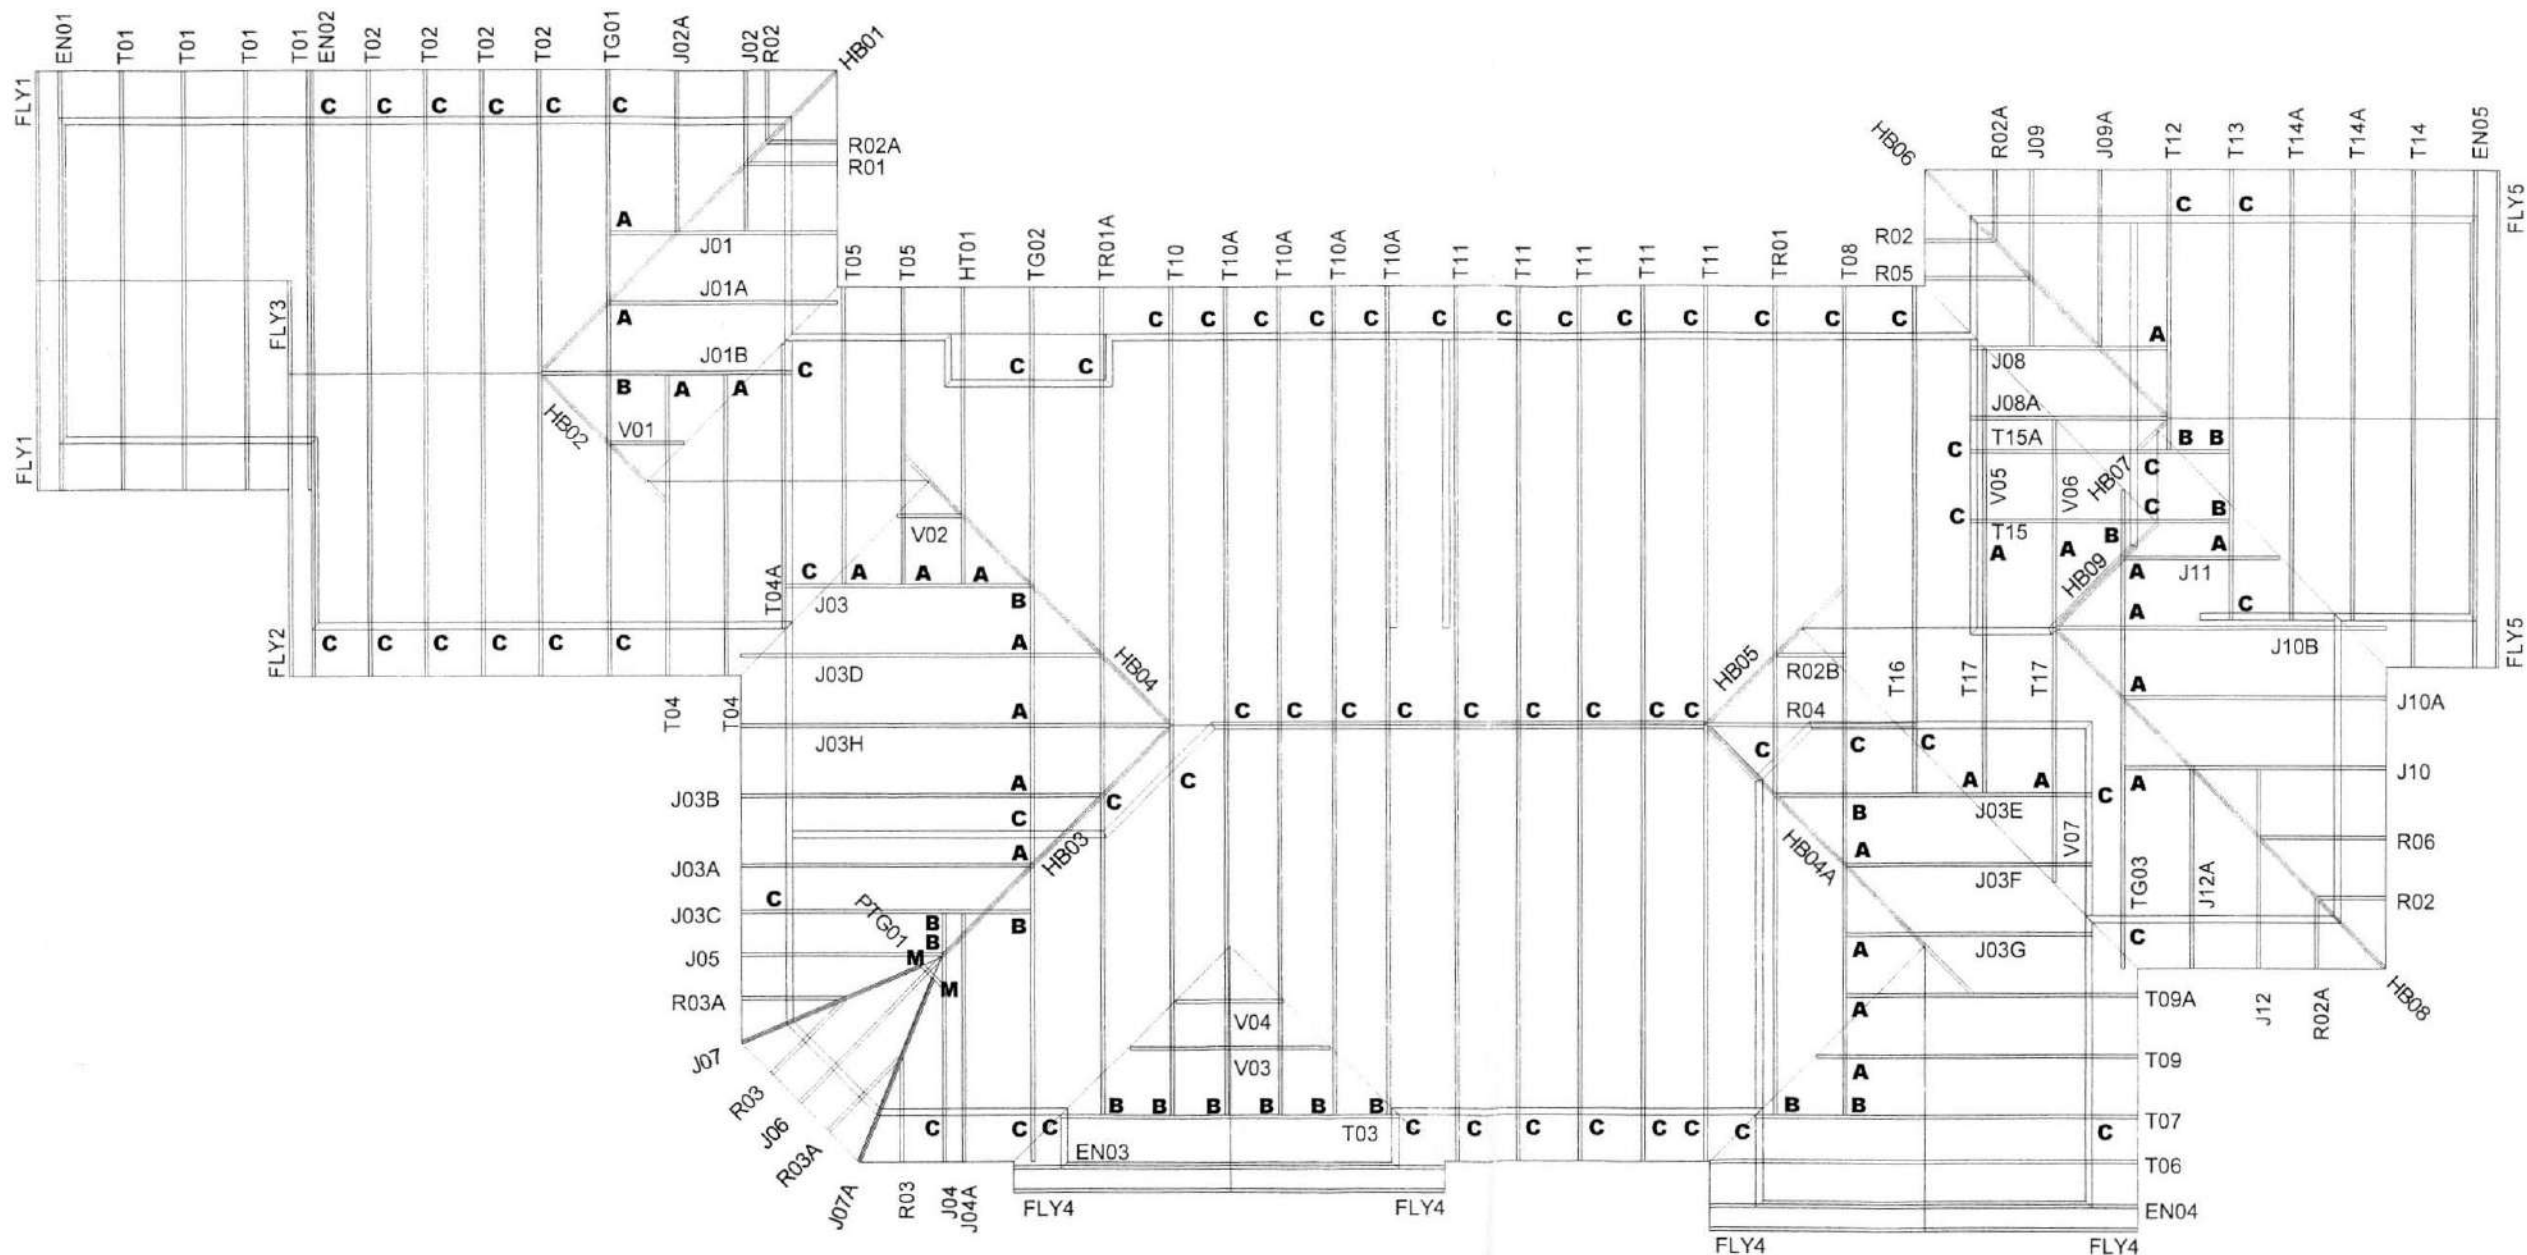 FLY1 EN01 T01 T01 T01 T01 EN02 T02 T02 T02 T02 TG01 J02A J02 R02 HB01
C C C C C C
R02A
R01
A
J01
J01A
A
J01B
FLY3
B A A C
HB02
V01
FLY1
T05 T05 HT01 TG02 TR01A T10 T10A T10A T10A T10A T11 T11 T11 T11 T11 TR01 T08
C C C C C C C C C C C C C
C C
HB06 R02A J09 J09A T12 T13 T14A T14A T14 EN05
FLY5
C C
R02
R05
A
J08
J08A
T15A
B B
C
C
V05 V06 HB07
C
C B
T15
B A
A A
HB09
A
J11
A
C
J10B
FLY5
V02
T04A
C A A A
J03
B
A
FLY2
C C C C C C
J03D
HB04
T04 T04
A
J03H
C C C C C C C C C
HB05
R02B
R04
T16 T17 T17
C C C
A A
A
J10A
J10
A
J03B
A
C
C
C
J03E
C
B
J03A
A
HB03
C
HB04A
A
J03F
V07
TG03
J12A
R06
R02
J03C
C
PTG01
B
B
B
M
M
J05
R03A
J07
R03
J06
R03A
J07A
R03
J04
J04A
A
J03G
C
J12
R02A
HB08
T09A
A
T09
A
V04
V03
B B B B B B
B B
T07
C C C
EN03
T03
C C C C C C C
C
T06
EN04
FLY4
FLY4
FLY4
FLY4